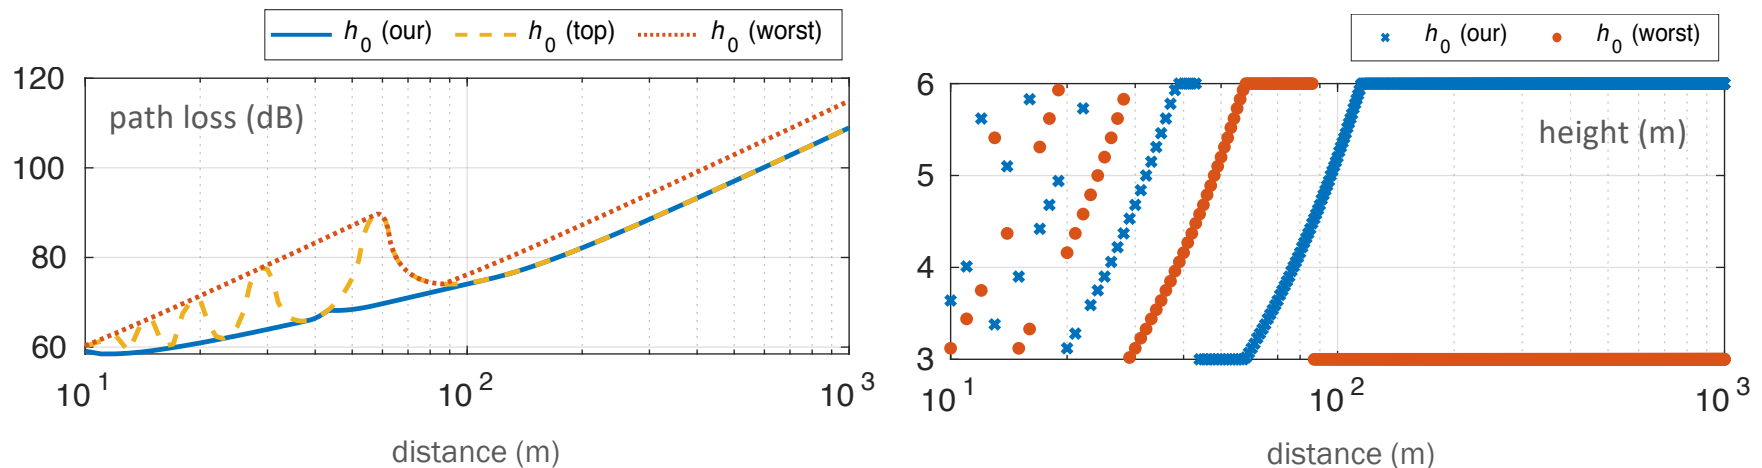 h0 (our) h0 (top) h0 (worst)
120
path loss (dB)
100
80
60
10^1 10^2 10^3
distance (m)
h0 (our) h0 (worst)
6
height (m)
5
4
3
10^1 10^2 10^3
distance (m)